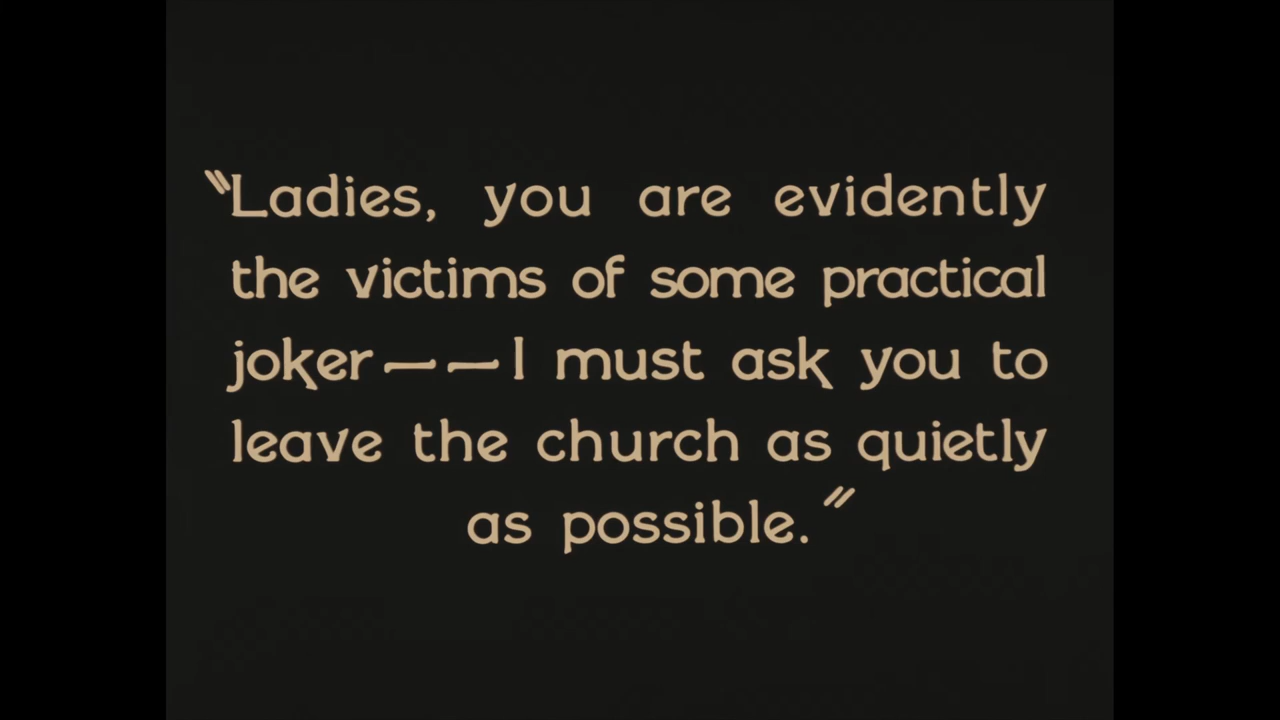 "Ladies, you are evidently
the victims of some practical
joker——I must ask you to
leave the church as quietly
as possible."